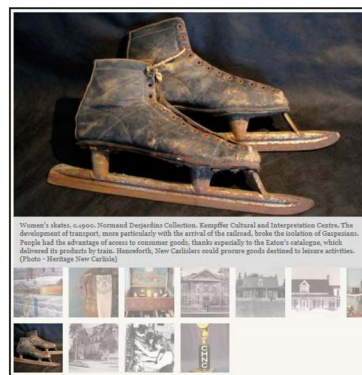 Women's skates, c.1900. Normand Desjardins Collection. Kempffer Cultural and Interpretation Centre. The
development of transport, more particularly with the arrival of the railroad, broke the isolation of Gaspesians.
People had the advantage of access to consumer goods, thanks especially to the Eaton's catalogue, which
delivered its products by train. Henceforth, New Carlislers could procure goods destined to leisure activities.
(Photo - Heritage New Carlisle)
CHNC